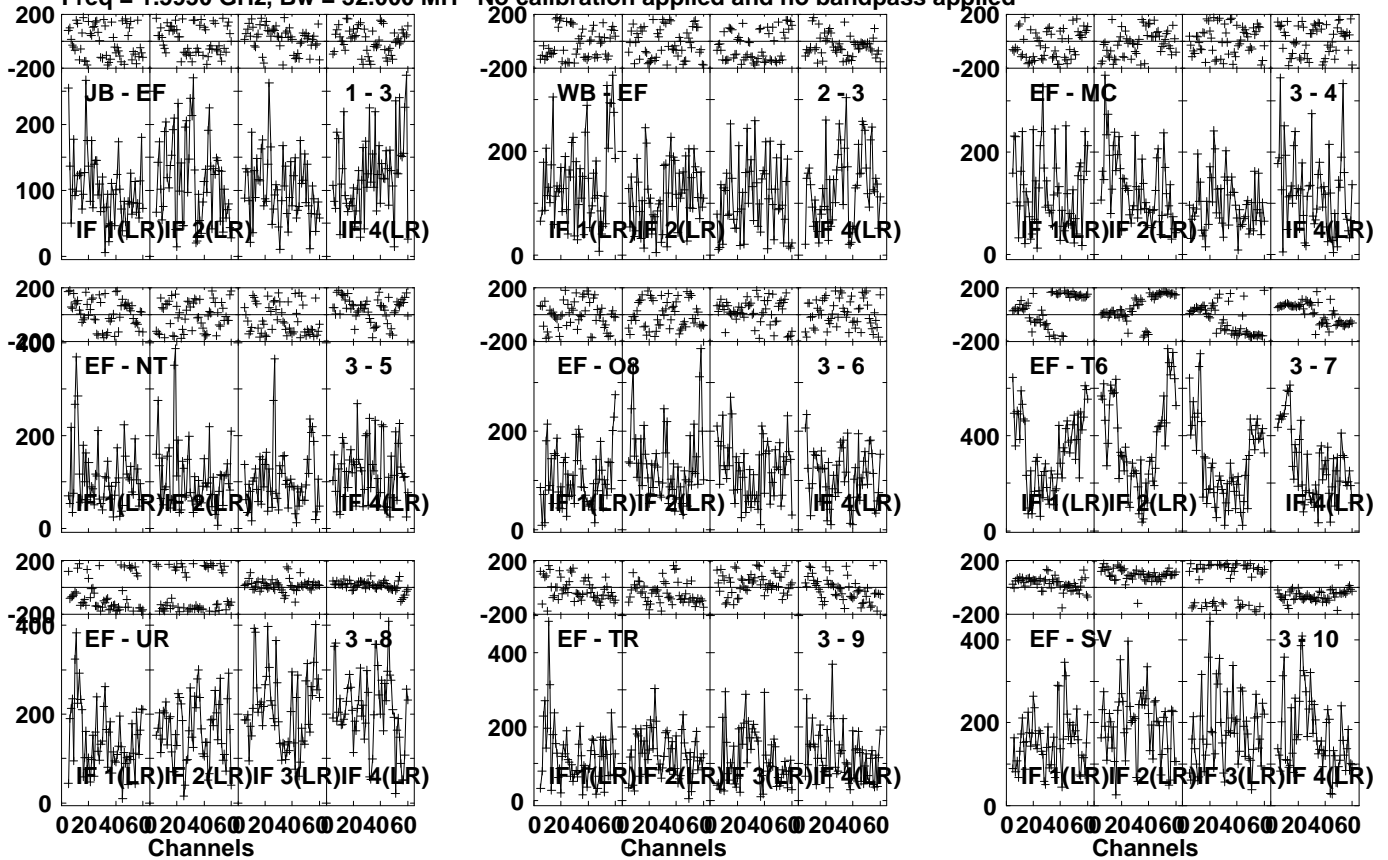 No calibration applied and no bandpass applied
200
-200
JB - EF 1 - 3
200
100
0
IF 1(LR) IF 2(LR) IF 4(LR)
200
-200
WB - EF 2 - 3
200
0
IF 1(LR) IF 2(LR) IF 4(LR)
200
-200
EF - MC 3 - 4
200
0
IF 1(LR) IF 2(LR) IF 4(LR)
200
-200
400
EF - NT 3 - 5
200
0
IF 1(LR) IF 2(LR) IF 4(LR)
200
-200
EF - O8 3 - 6
200
0
IF 1(LR) IF 2(LR) IF 4(LR)
200
-200
EF - T6 3 - 7
400
0
IF 1(LR) IF 2(LR) IF 4(LR)
200
-200
400
EF - UR 3 - 8
200
0
IF 1(LR) IF 2(LR) IF 3(LR) IF 4(LR)
0 20 40 60 0 20 40 60 0 20 40 60 0 20 40 60
Channels
200
-200
EF - TR 3 - 9
400
200
0
IF 1(LR) IF 2(LR) IF 3(LR) IF 4(LR)
0 20 40 60 0 20 40 60 0 20 40 60 0 20 40 60
Channels
200
-200
EF - SV 3 - 10
400
200
0
IF 1(LR) IF 2(LR) IF 3(LR) IF 4(LR)
0 20 40 60 0 20 40 60 0 20 40 60 0 20 40 60
Channels